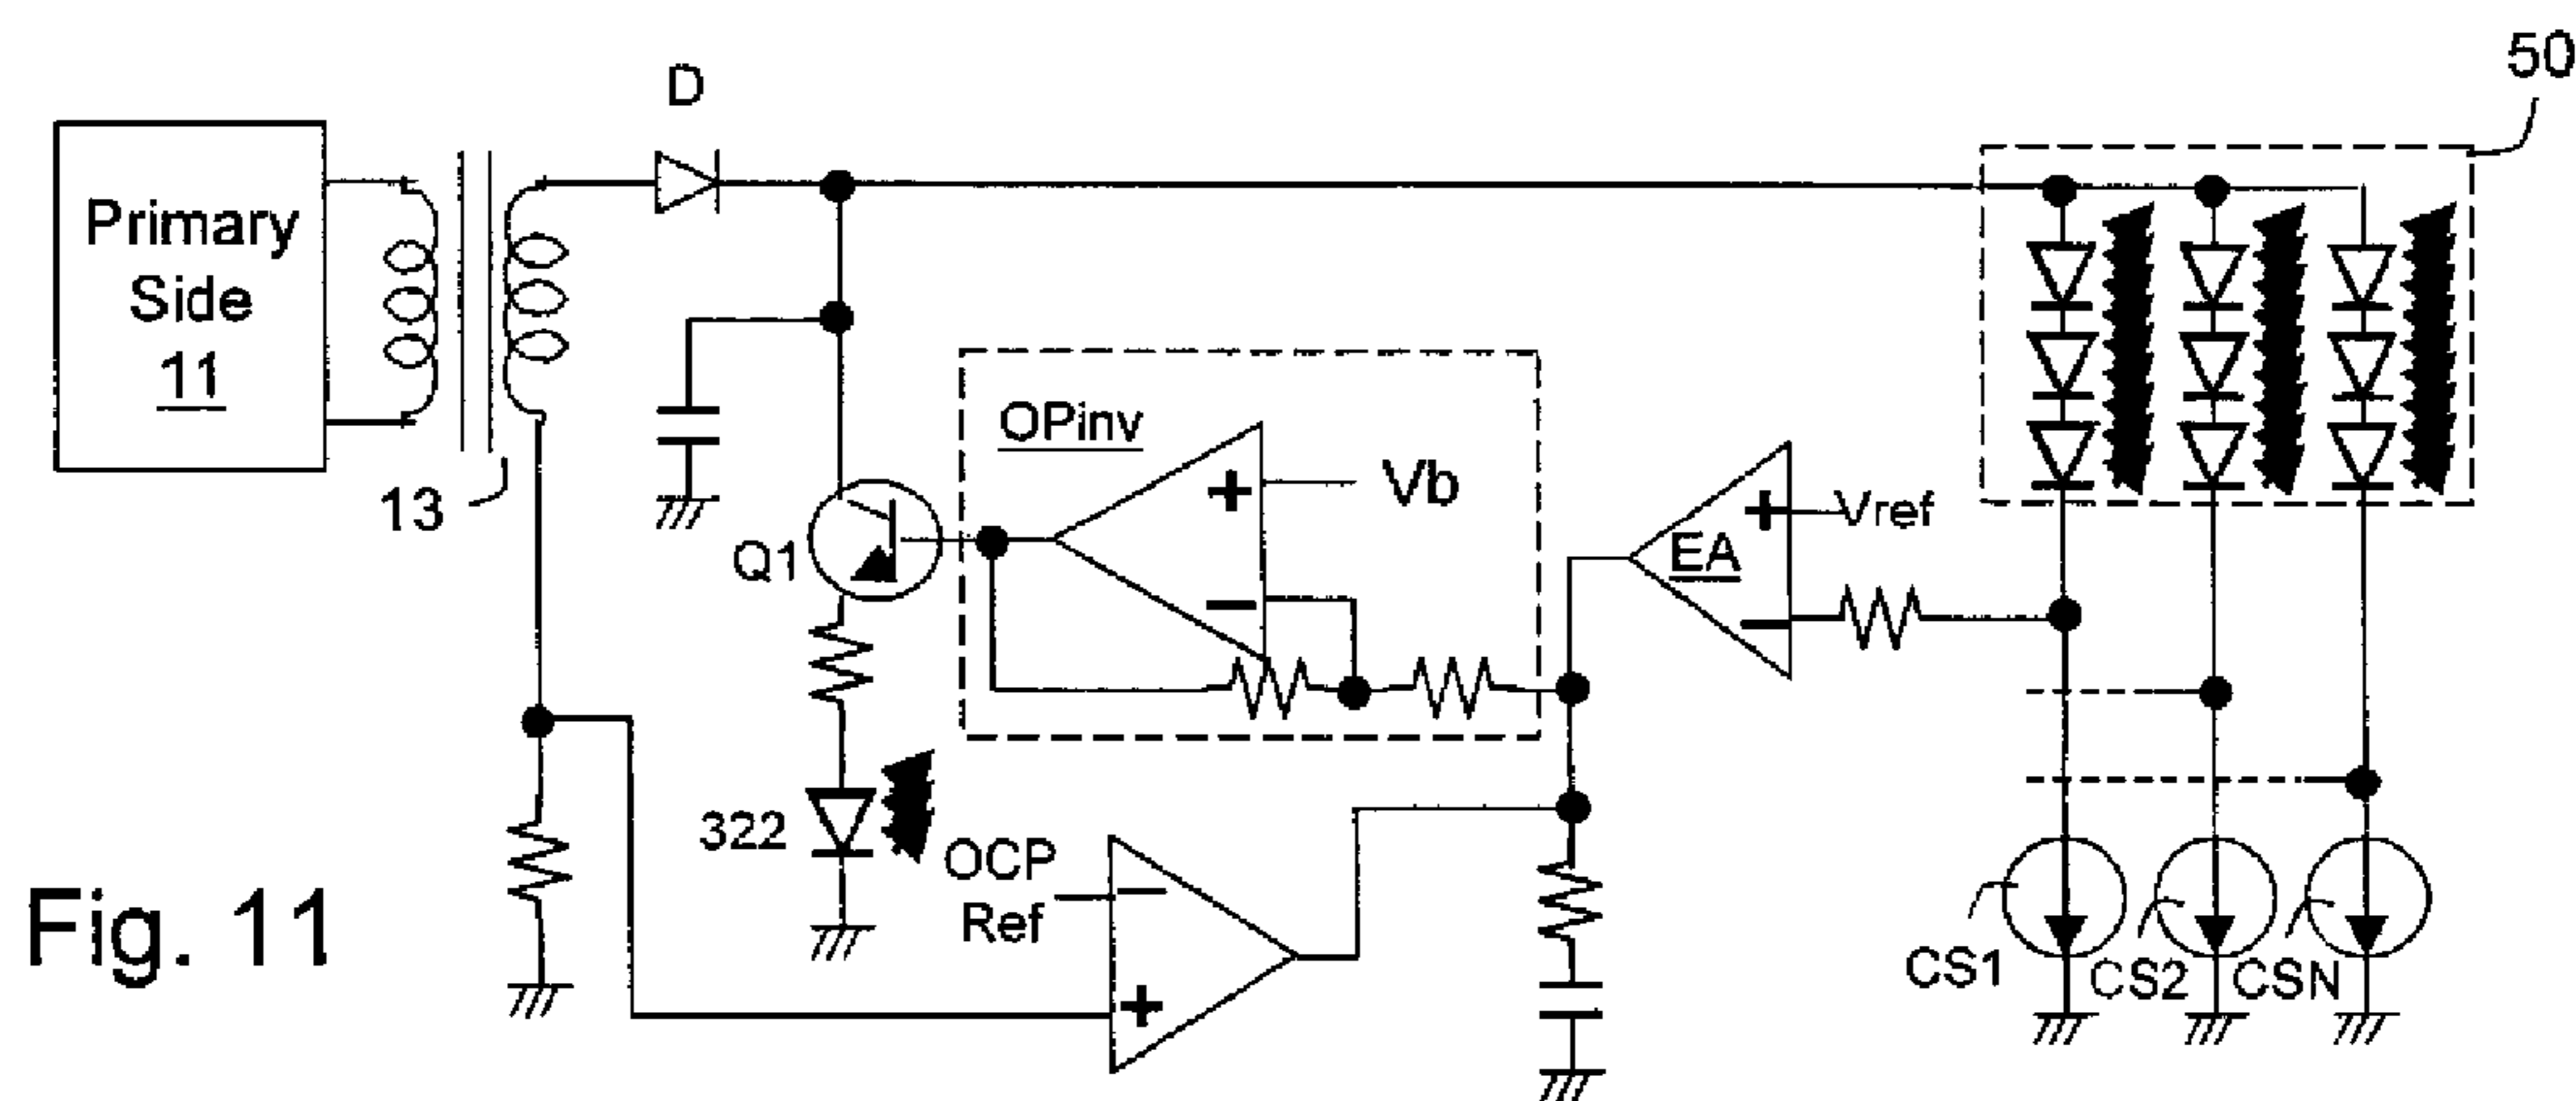 50
D
Primary
Side
11
13
OPinv
+
Vb
−
Q1
EA
+
Vref
−
322
OCP
Ref
−
+
CS1
CS2
CSN
Fig. 11